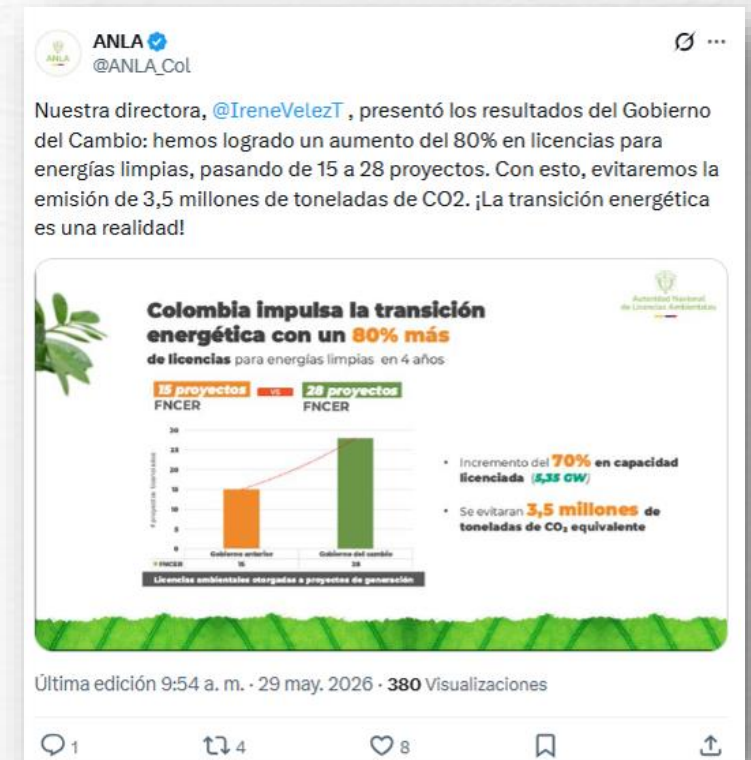 ANLA
@ANLA_Col
Nuestra directora, @IreneVelezT , presentó los resultados del Gobierno
del Cambio: hemos logrado un aumento del 80% en licencias para
energías limpias, pasando de 15 a 28 proyectos. Con esto, evitaremos la
emisión de 3,5 millones de toneladas de CO2. ¡La transición energética
es una realidad!
Autoridad Nacional
de Licencias Ambientales
Colombia impulsa la transición
energética con un 80% más
de licencias para energías limpias en 4 años
15 proyectos VS 28 proyectos
FNCER FNCER
30
25
20
15
10
5
0
Gobierno anterior Gobierno del cambio
FNCER 15 28
Licencias ambientales otorgadas a proyectos de generación
• Incremento del 70% en capacidad
licenciada (5,35 GW)
• Se evitaran 3,5 millones de
toneladas de CO₂ equivalente
Última edición 9:54 a. m. · 29 may. 2026 · 380 Visualizaciones
1 4 8